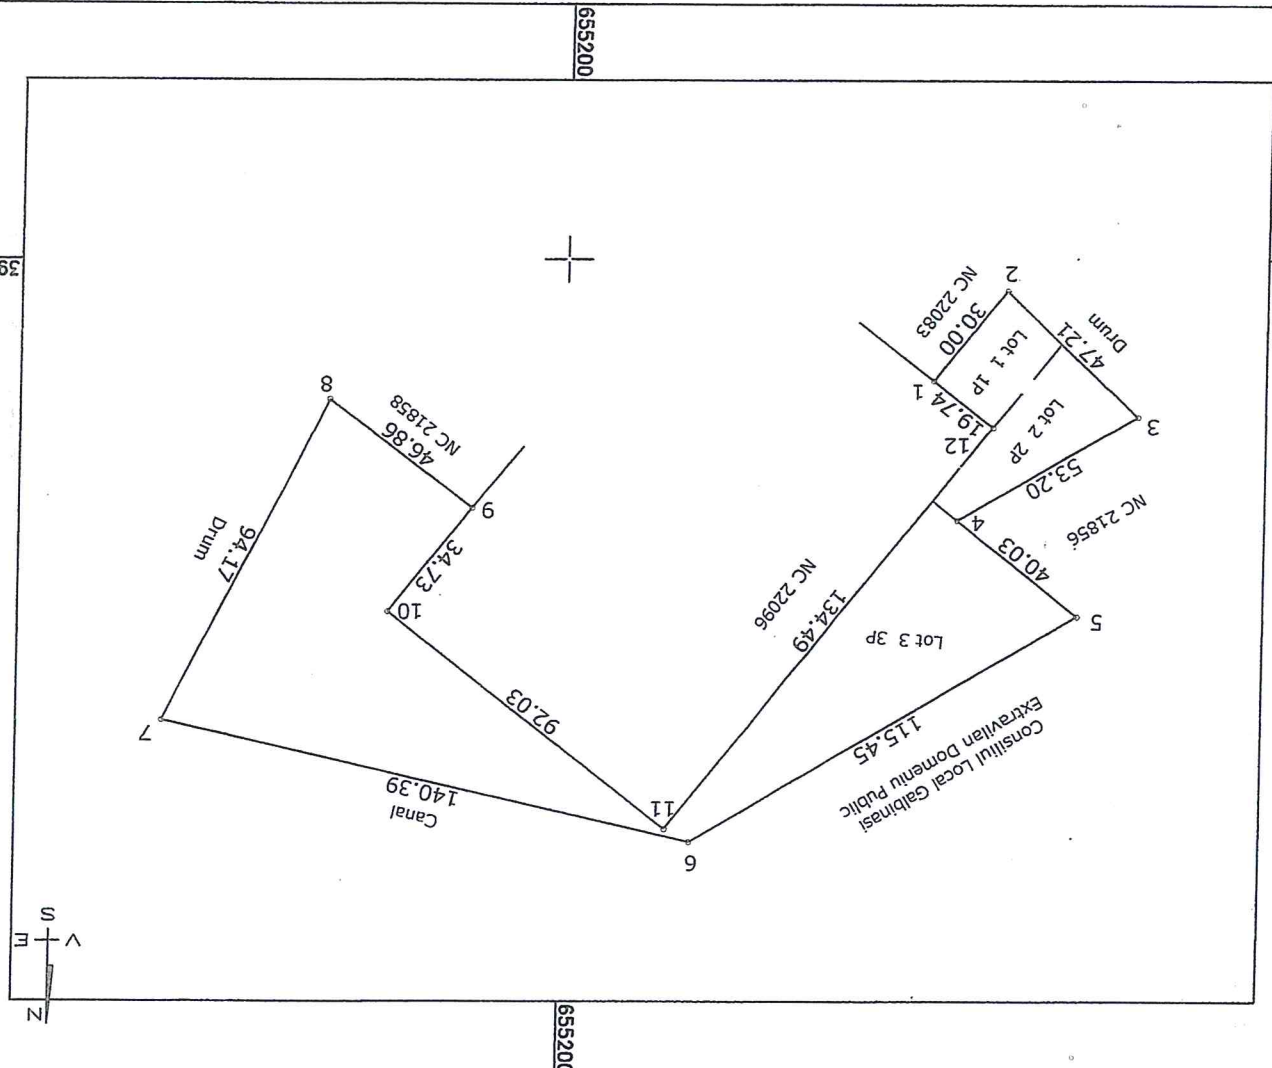 655200
39
2
NC 22083
30.00
Lot 1 1P
47.21
Drum
1
19.74
12
Lot 2 2P
3
53.20
4
NC 21856
40.03
5
8
46.86
NC 21858
9
34.73
10
94.17
Drum
7
92.03
NC 22096
134.49
Lot 3 3P
115.45
Consiliul Local Galbinasi
Extravilan Domeniu Public
11
6
140.39
Canal
N
V E
S
655200